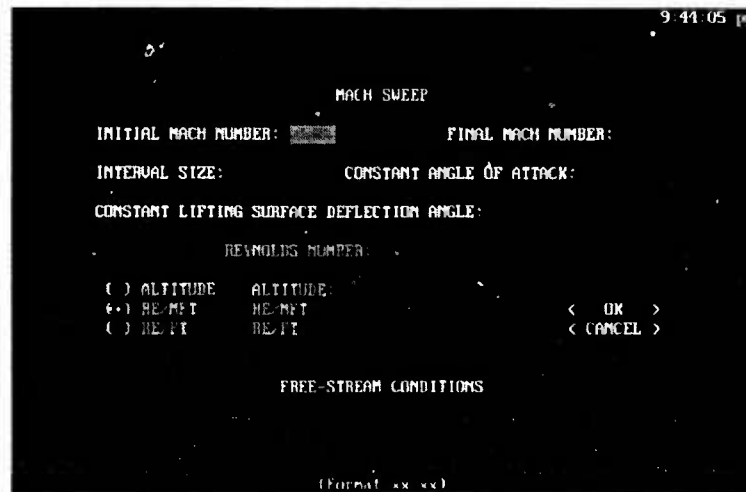 9:44:05
MACH SWEEP
INITIAL MACH NUMBER: FINAL MACH NUMBER:
INTERVAL SIZE: CONSTANT ANGLE OF ATTACK:
CONSTANT LIFTING SURFACE DEFLECTION ANGLE:
REYNOLDS NUMBER:
( ) ALTITUDE ALTITUDE:
(•) RE/MFT RE/MFT < OK >
( ) RE/FT RE/FT < CANCEL >
FREE-STREAM CONDITIONS
(Format xx xx)